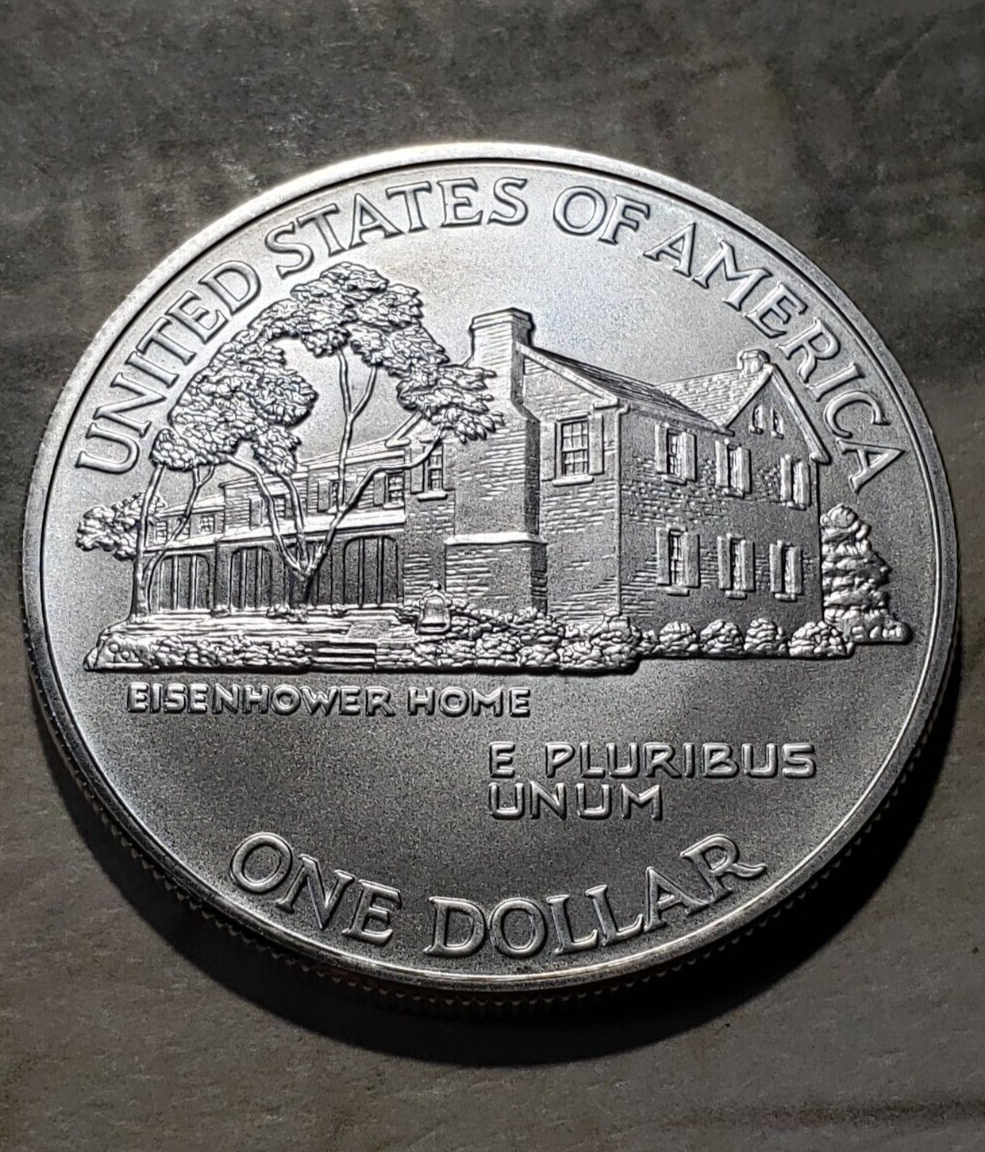 UNITED STATES OF AMERICA
EISENHOWER HOME
E PLURIBUS
UNUM
ONE DOLLAR